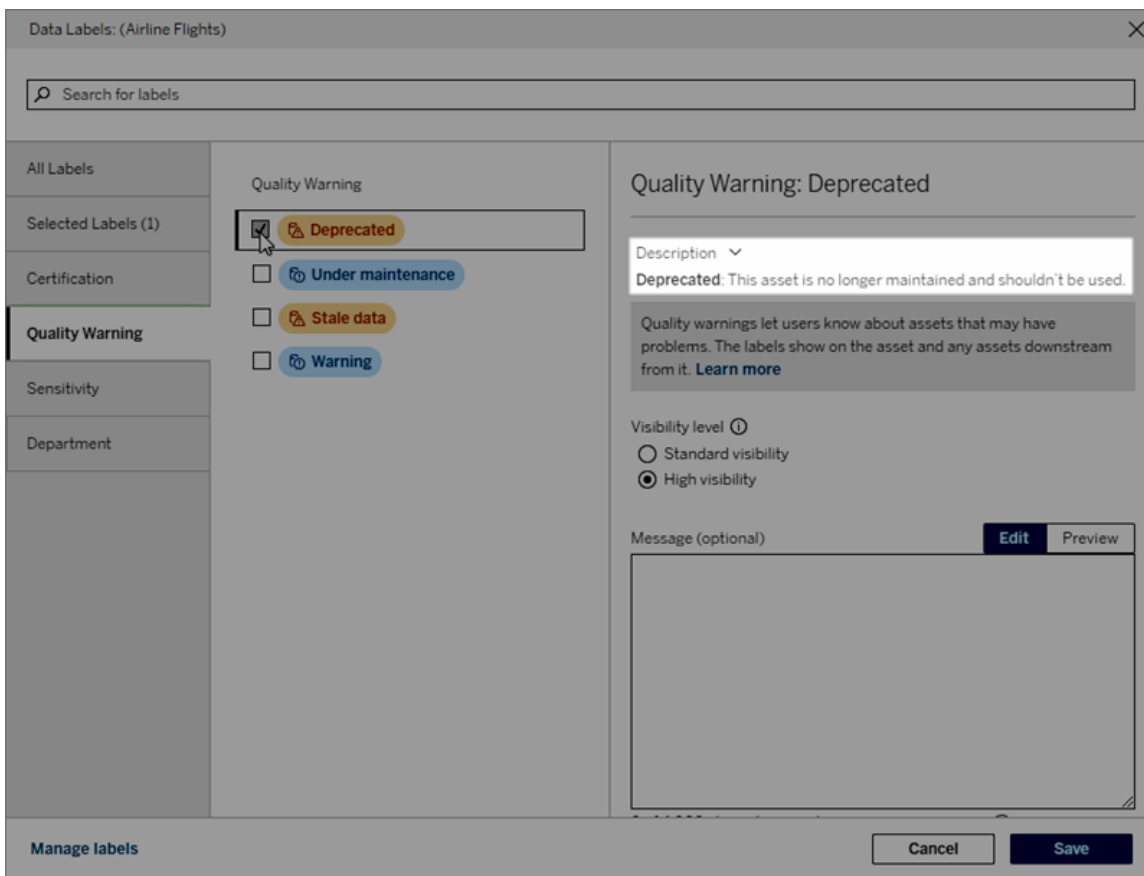 Data Labels: (Airline Flights)
Search for labels
All Labels
Selected Labels (1)
Certification
Quality Warning
Sensitivity
Department
Quality Warning
Deprecated
Under maintenance
Stale data
Warning
Quality Warning: Deprecated
Description
Deprecated: This asset is no longer maintained and shouldn't be used.
Quality warnings let users know about assets that may have
problems. The labels show on the asset and any assets downstream
from it. Learn more
Visibility level
Standard visibility
High visibility
Message (optional)
Edit
Preview
Manage labels
Cancel
Save